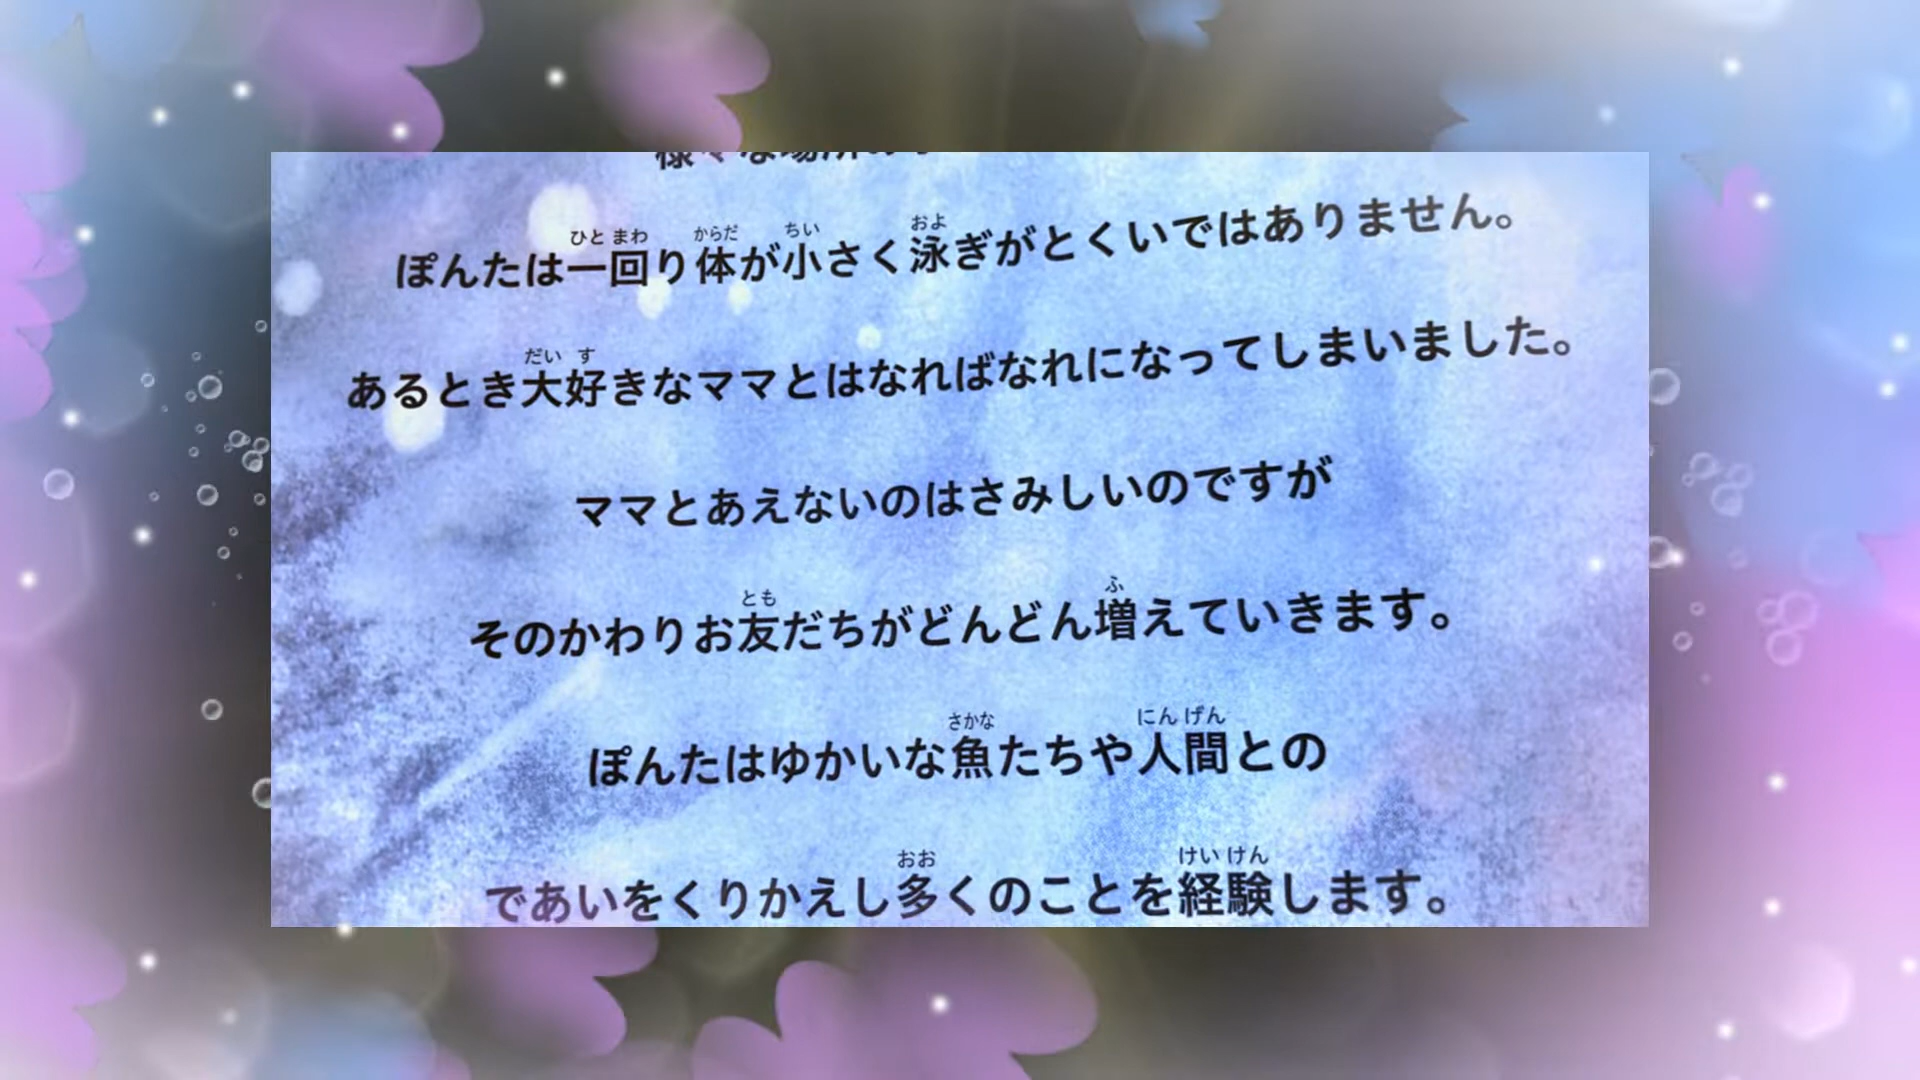 ぽんたは一回り体が小さく泳ぎがとくいではありません。
あるとき大好きなママとはなればなれになってしまいました。
ママとあえないのはさみしいのですが
そのかわりお友だちがどんどん増えていきます。
ぽんたはゆかいな魚たちや人間との
であいをくりかえし多くのことを経験します。